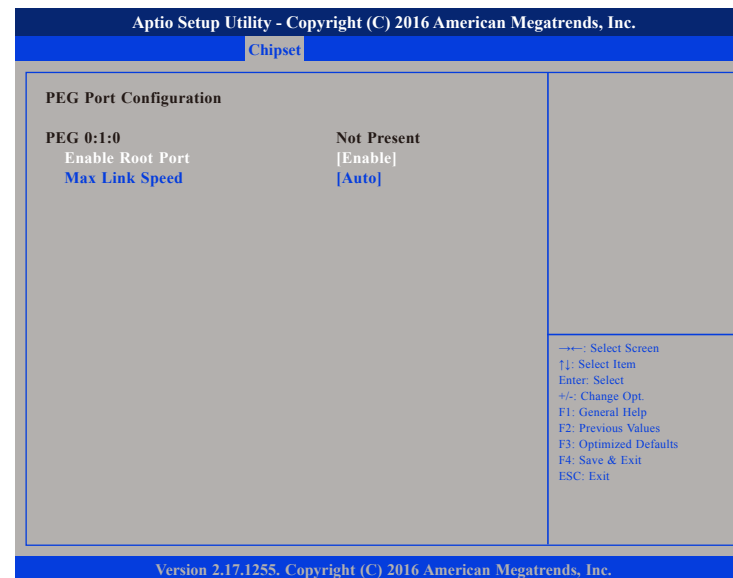 Aptio Setup Utility - Copyright (C) 2016 American Megatrends, Inc.
Chipset
PEG Port Configuration
PEG 0:1:0 Not Present
Enable Root Port [Enable]
Max Link Speed [Auto]
→←: Select Screen
↑↓: Select Item
Enter: Select
+/-: Change Opt.
F1: General Help
F2: Previous Values
F3: Optimized Defaults
F4: Save & Exit
ESC: Exit
Version 2.17.1255. Copyright (C) 2016 American Megatrends, Inc.